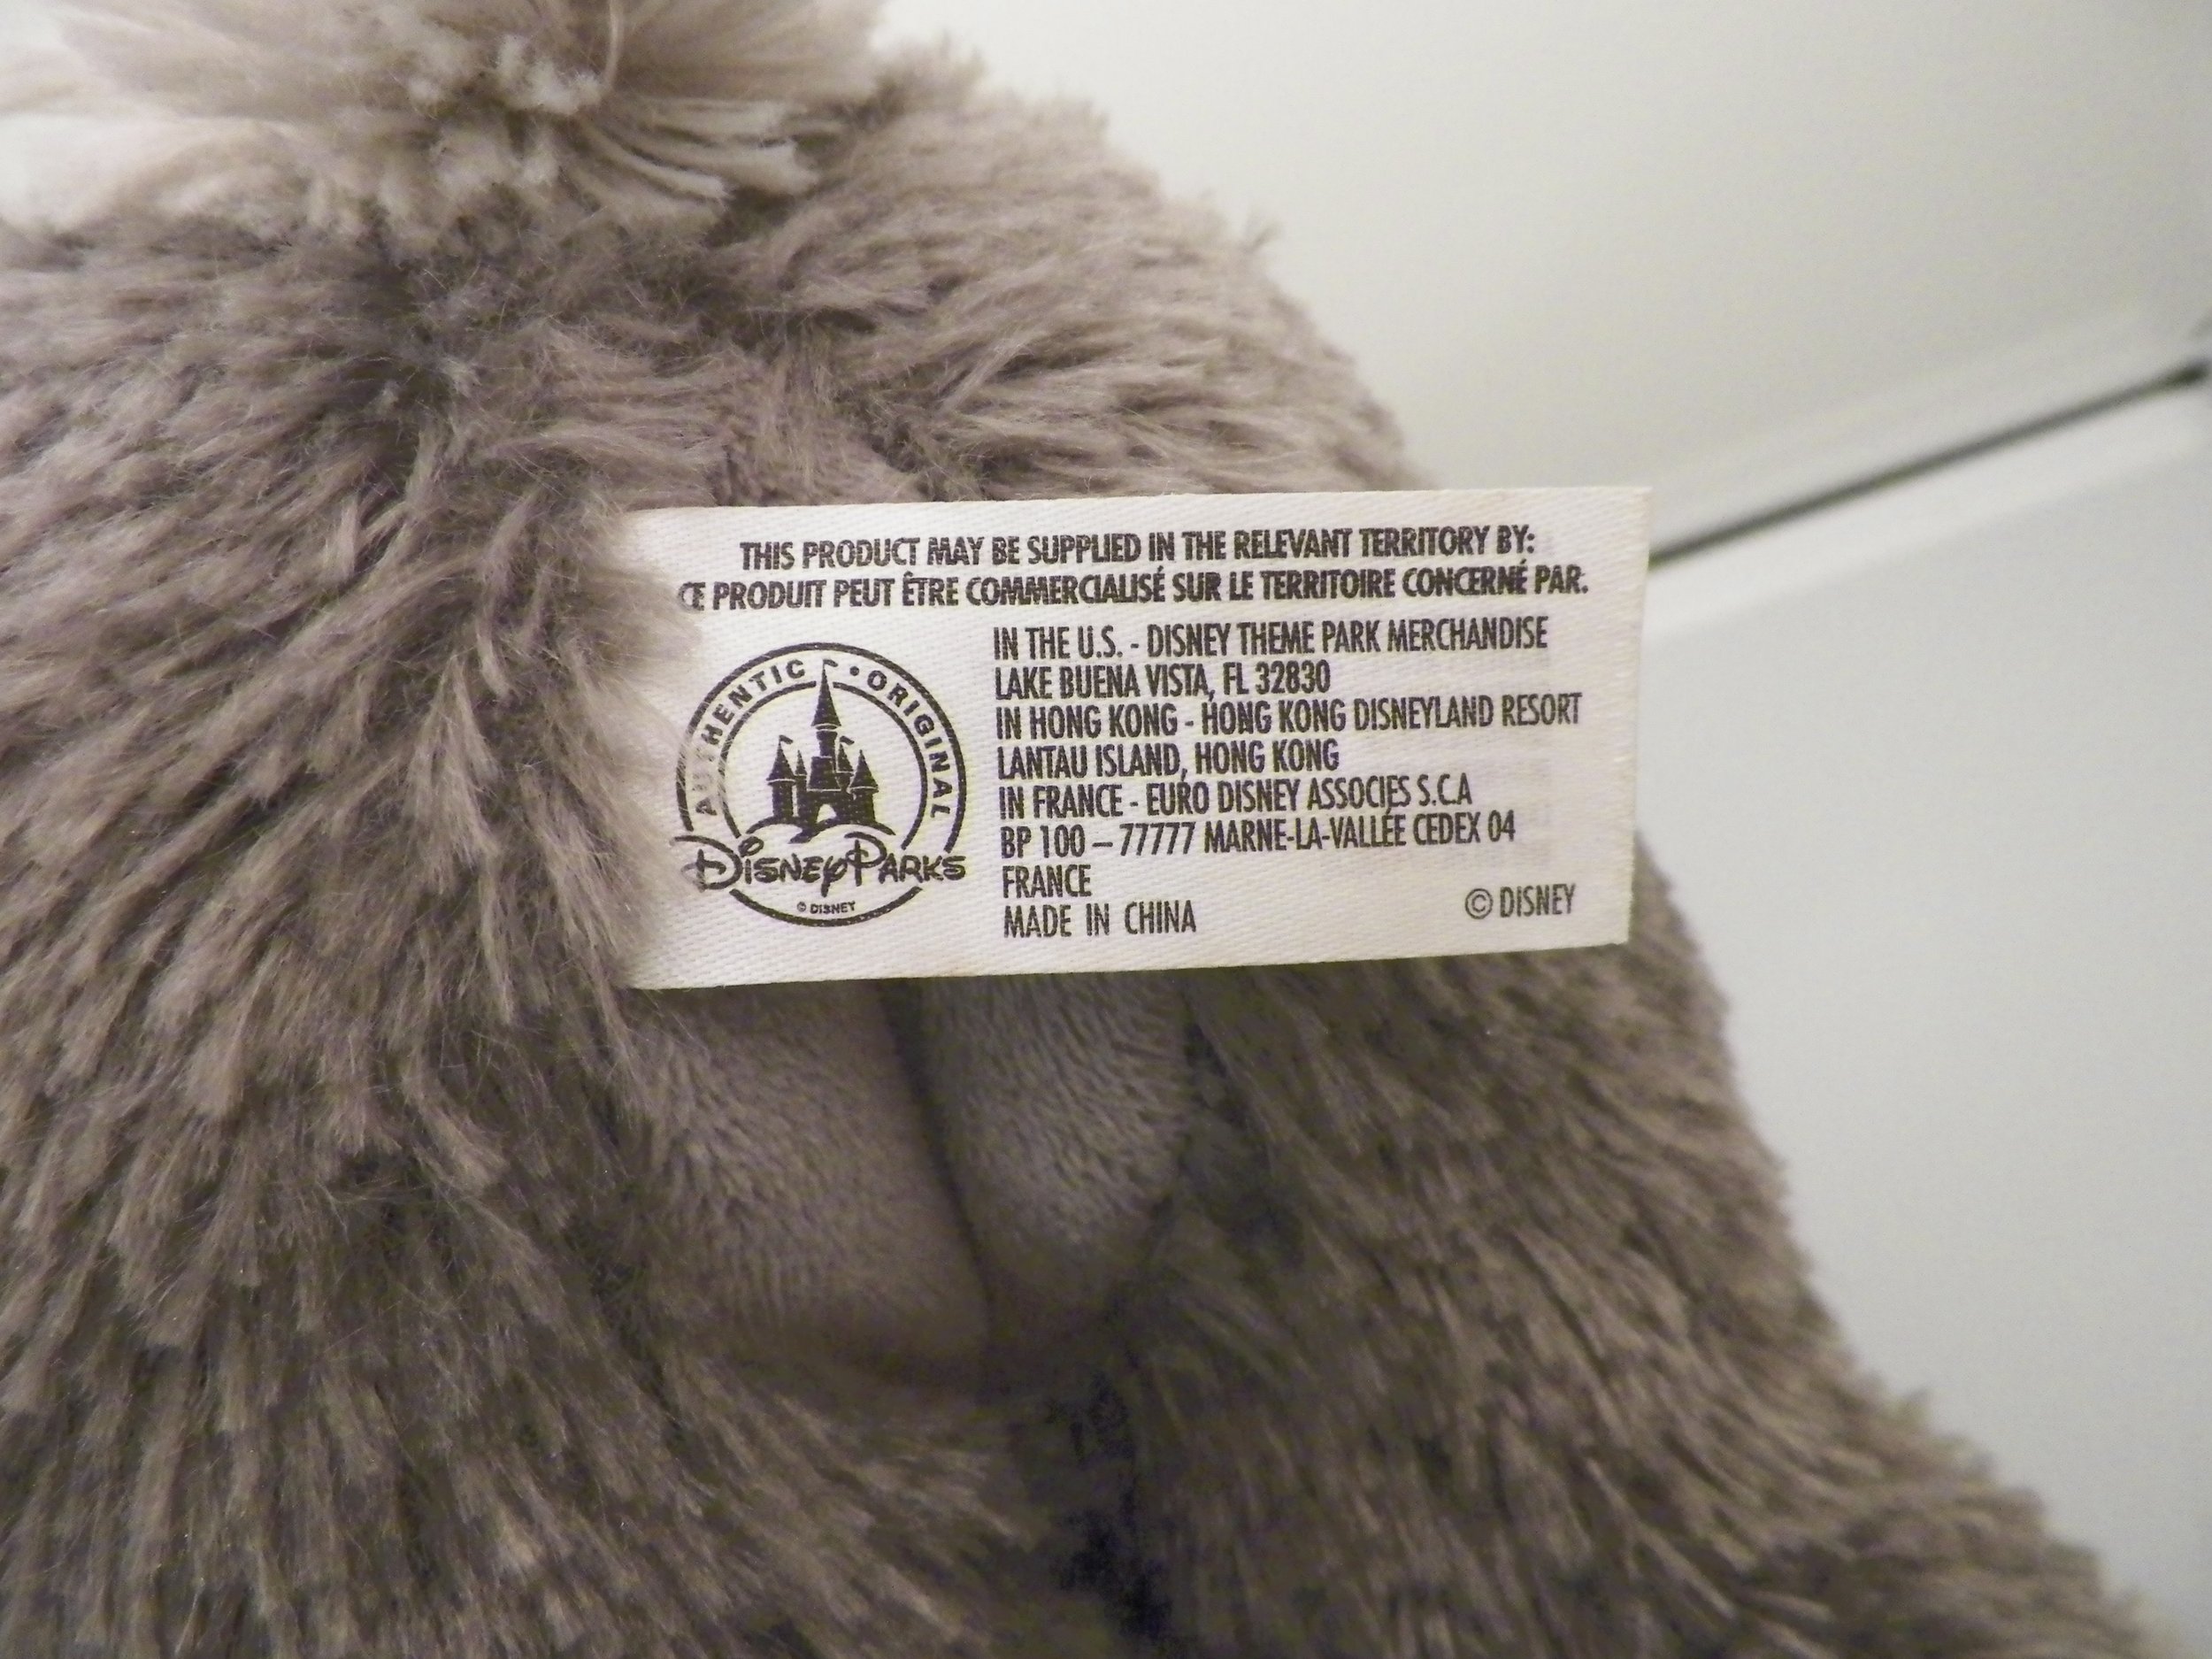 THIS PRODUCT MAY BE SUPPLIED IN THE RELEVANT TERRITORY BY:
CE PRODUIT PEUT ÊTRE COMMERCIALISÉ SUR LE TERRITOIRE CONCERNÉ PAR.
AUTHENTIC • ORIGINAL
DISNEY PARKS
© DISNEY
IN THE U.S. - DISNEY THEME PARK MERCHANDISE
LAKE BUENA VISTA, FL 32830
IN HONG KONG - HONG KONG DISNEYLAND RESORT
LANTAU ISLAND, HONG KONG
IN FRANCE - EURO DISNEY ASSOCIES S.C.A
BP 100 – 77777 MARNE-LA-VALLÉE CEDEX 04
FRANCE
MADE IN CHINA
© DISNEY